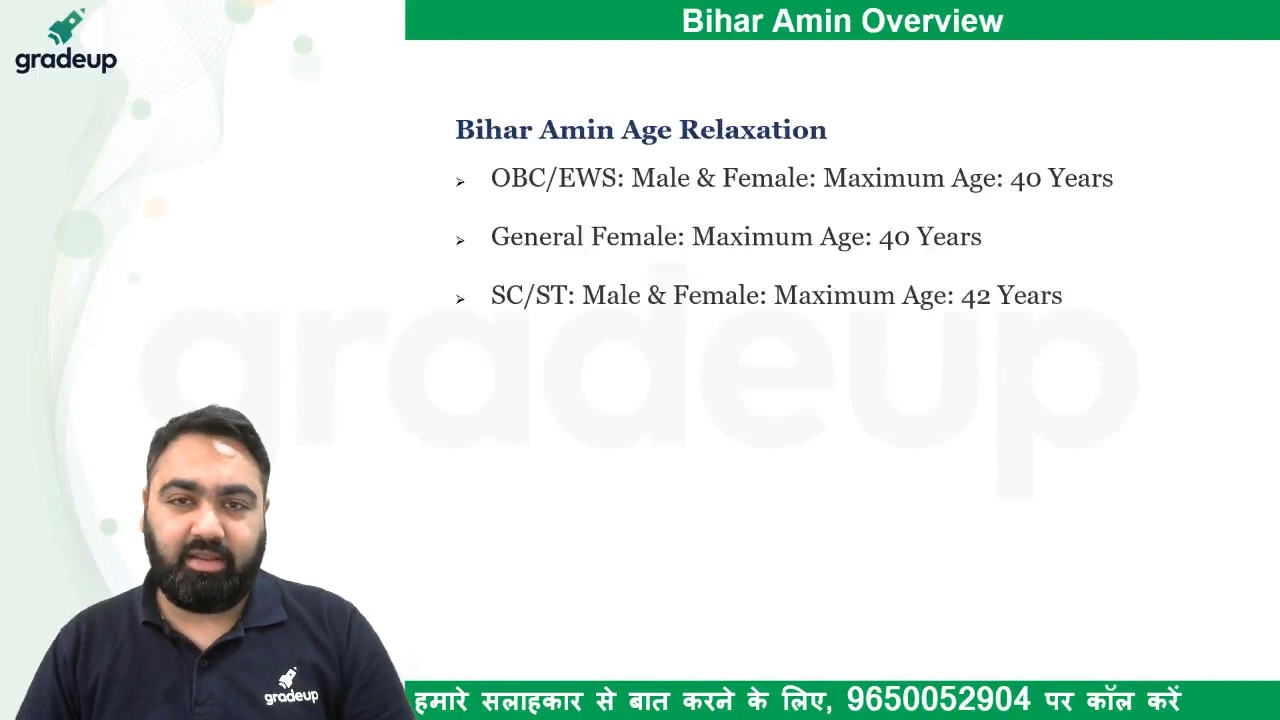 gradeup
Bihar Amin Overview
Bihar Amin Age Relaxation
OBC/EWS: Male & Female: Maximum Age: 40 Years
General Female: Maximum Age: 40 Years
SC/ST: Male & Female: Maximum Age: 42 Years
gradeup
gradeup
हमारे सलाहकार से बात करने के लिए, 9650052904 पर कॉल करें